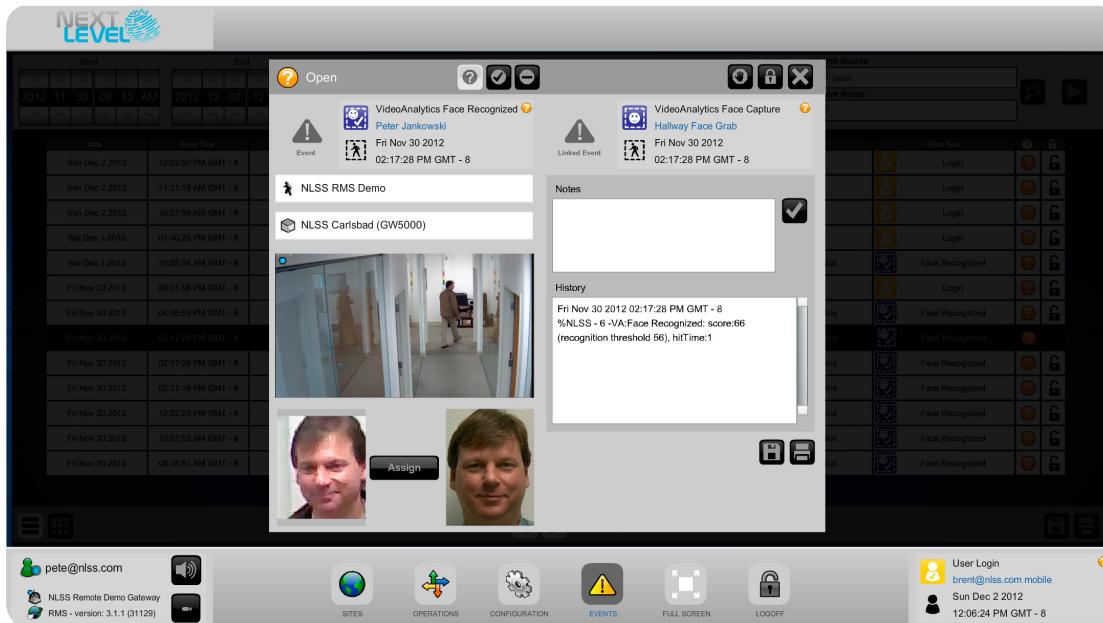 NEXT
LEVEL
Start
End
Exit Source
pete
Event Notes
2012 11 30 08 13 AM
2012 12 02 12
Open
VideoAnalytics Face Recognized
Peter Jankowski
Event
Fri Nov 30 2012
02:17:28 PM GMT - 8
VideoAnalytics Face Capture
Hallway Face Grab
Linked Event
Fri Nov 30 2012
02:17:28 PM GMT - 8
NLSS RMS Demo
NLSS Carlsbad (GW5000)
Notes
History
Fri Nov 30 2012 02:17:28 PM GMT - 8
%NLSS - 6 -VA:Face Recognized: score:66
(recognition threshold 56), hitTime:1
Assign
Date
Event Time
Event Type
Sun Dec 2 2012
12:02:50 PM GMT - 8
Login
Sun Dec 2 2012
11:21:18 AM GMT - 8
Login
Sun Dec 2 2012
10:57:59 AM GMT - 8
Login
Sat Dec 1 2012
01:40:25 PM GMT - 8
Login
Sat Dec 1 2012
10:55:34 AM GMT - 8
Face Recognized
Fri Nov 30 2012
09:31:58 PM GMT - 8
Login
Fri Nov 30 2012
04:46:59 PM GMT - 8
Face Recognized
Fri Nov 30 2012
02:17:28 PM GMT - 8
Face Recognized
Fri Nov 30 2012
02:17:28 PM GMT - 8
Face Recognized
Fri Nov 30 2012
02:17:18 PM GMT - 8
Face Recognized
Fri Nov 30 2012
12:02:23 PM GMT - 8
Face Recognized
Fri Nov 30 2012
10:07:03 AM GMT - 8
Face Recognized
Fri Nov 30 2012
08:16:51 AM GMT - 8
Face Recognized
pete@nlss.com
NLSS Remote Demo Gateway
RMS - version: 3.1.1 (31129)
SITES
OPERATIONS
CONFIGURATION
EVENTS
FULL SCREEN
LOGOFF
User Login
brent@nlss.com mobile
Sun Dec 2 2012
12:06:24 PM GMT - 8